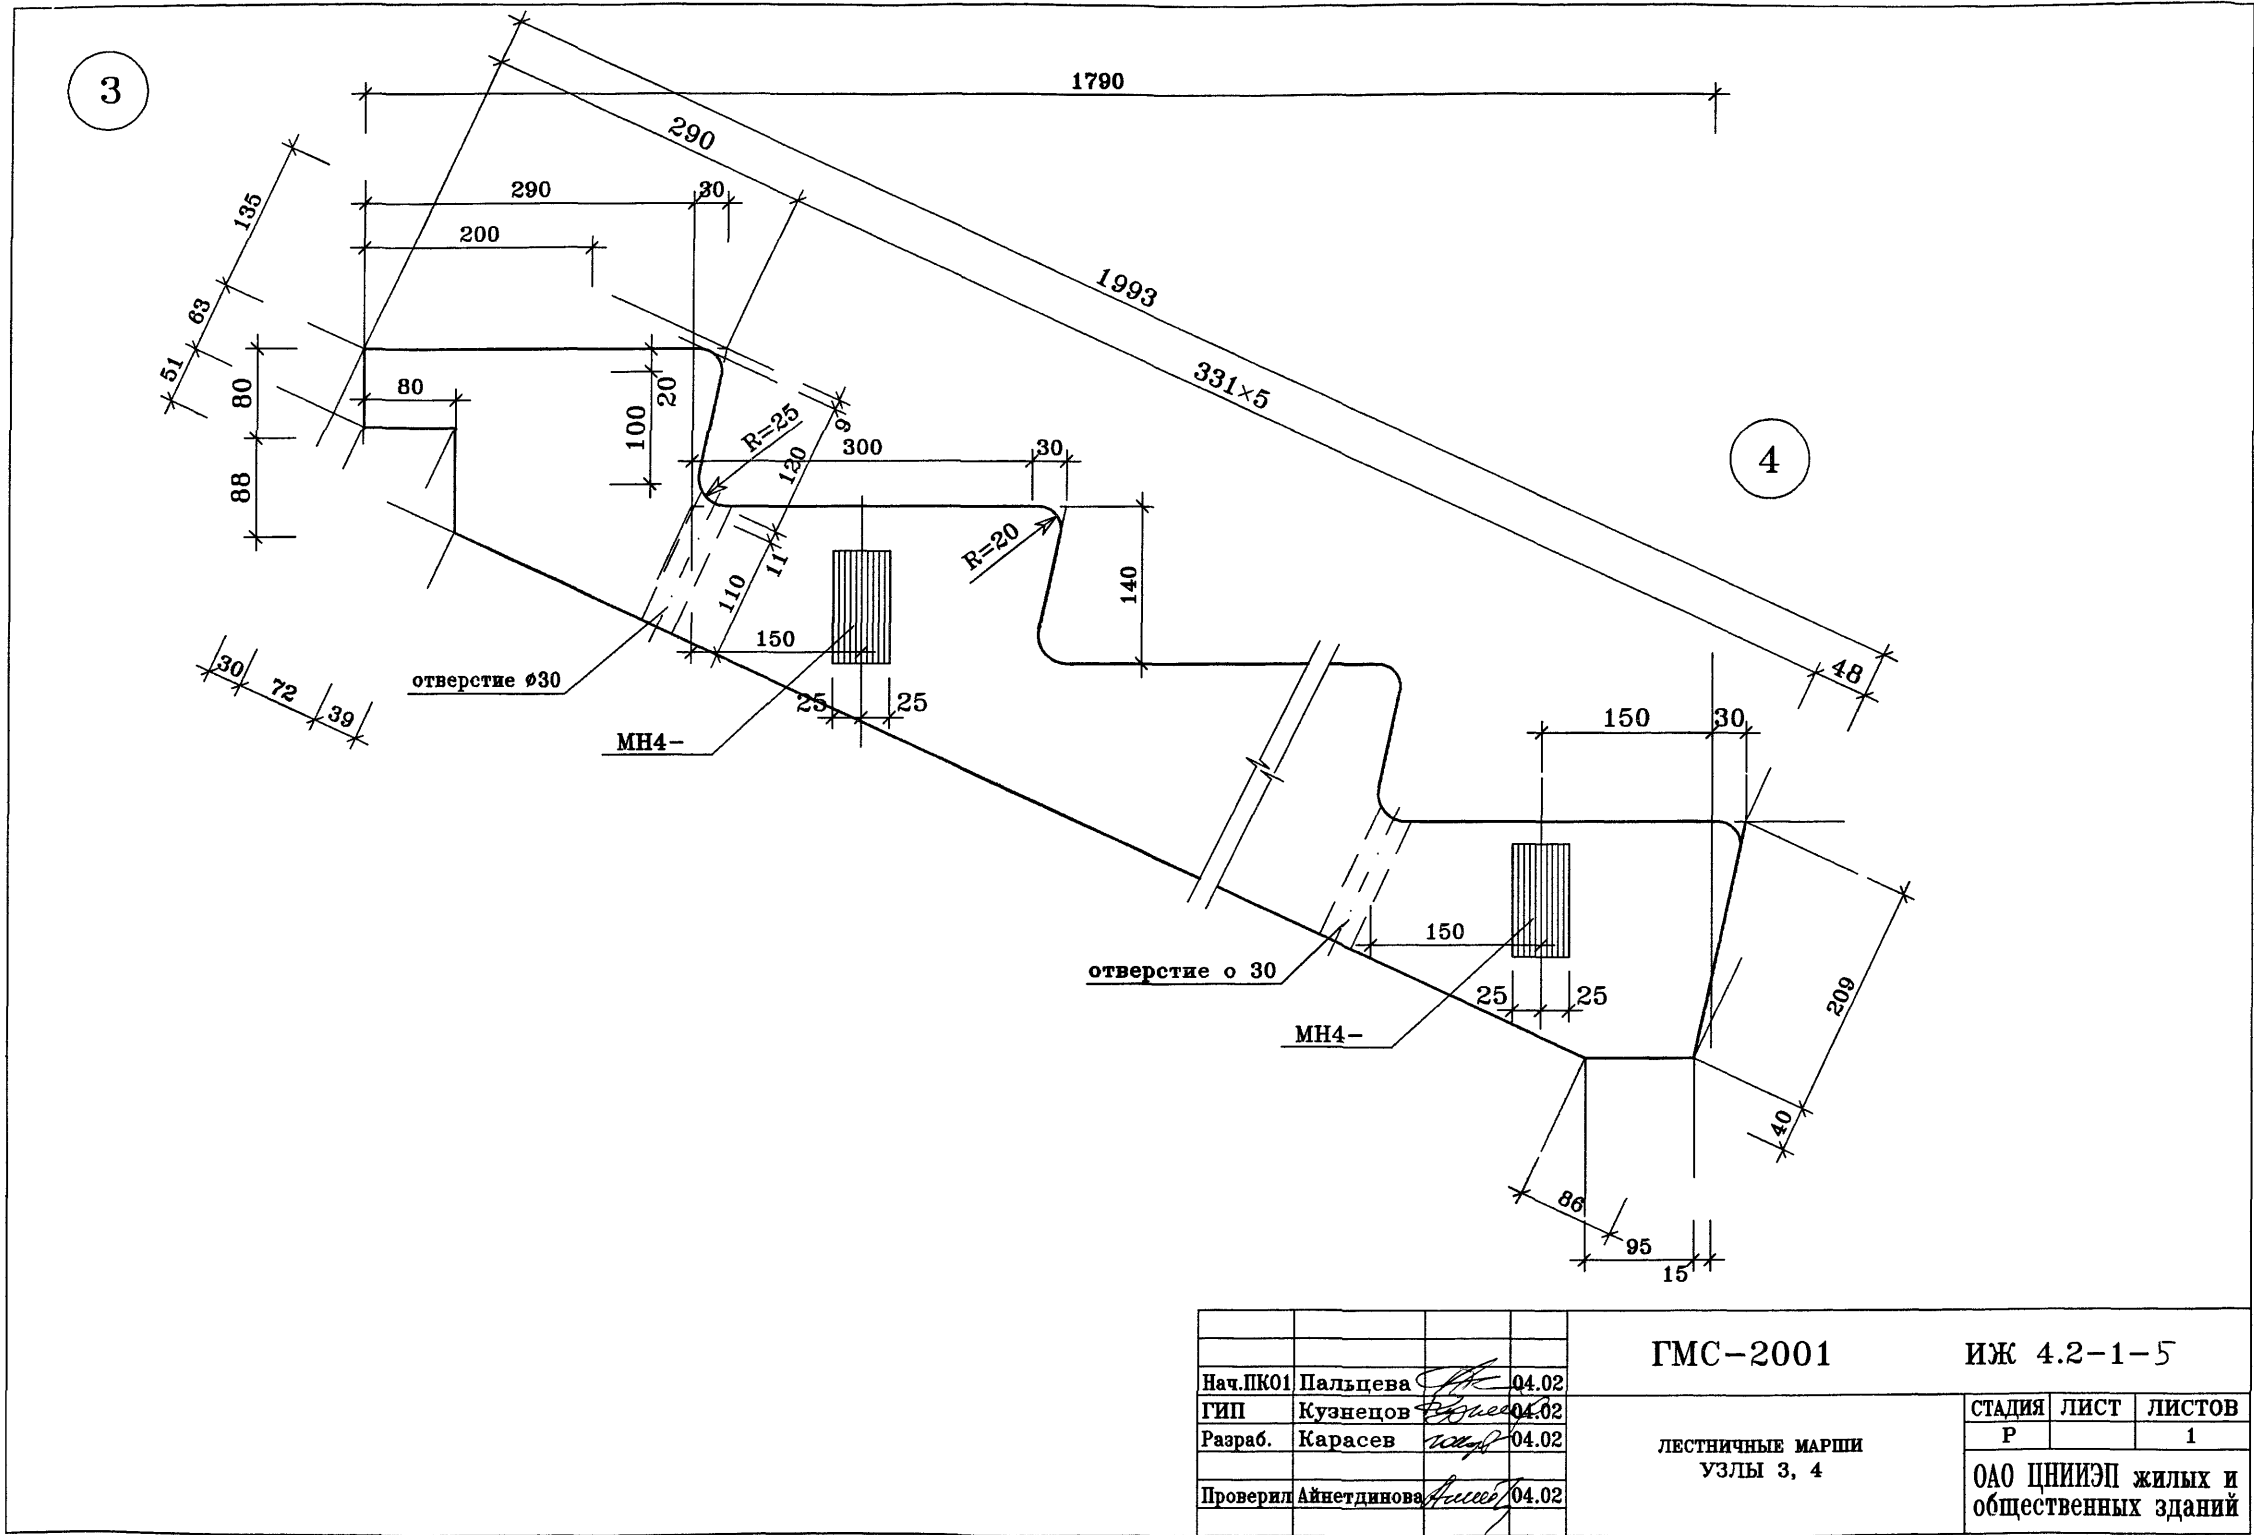 3
1790
290
290
30
200
135
63
51
1993
331×5
80
88
80
20
100
R=25
9
120
300
30
4
R=20
140
11
110
150
30
72
39
отверстие ø30
25
25
МН4-
48
150
30
150
отверстие о 30
25
25
МН4-
209
40
86
95
15
ГМС-2001
ИЖ 4.2-1-5
Нач.ПКО1 Пальцева 04.02
ГИП Кузнецов 04.02
Разраб. Карасев 04.02
Проверил Айнетдинова 04.02
ЛЕСТНИЧНЫЕ МАРШИ
УЗЛЫ 3, 4
СТАДИЯ ЛИСТ ЛИСТОВ
Р 1
ОАО ЦНИИЭП жилых и
общественных зданий